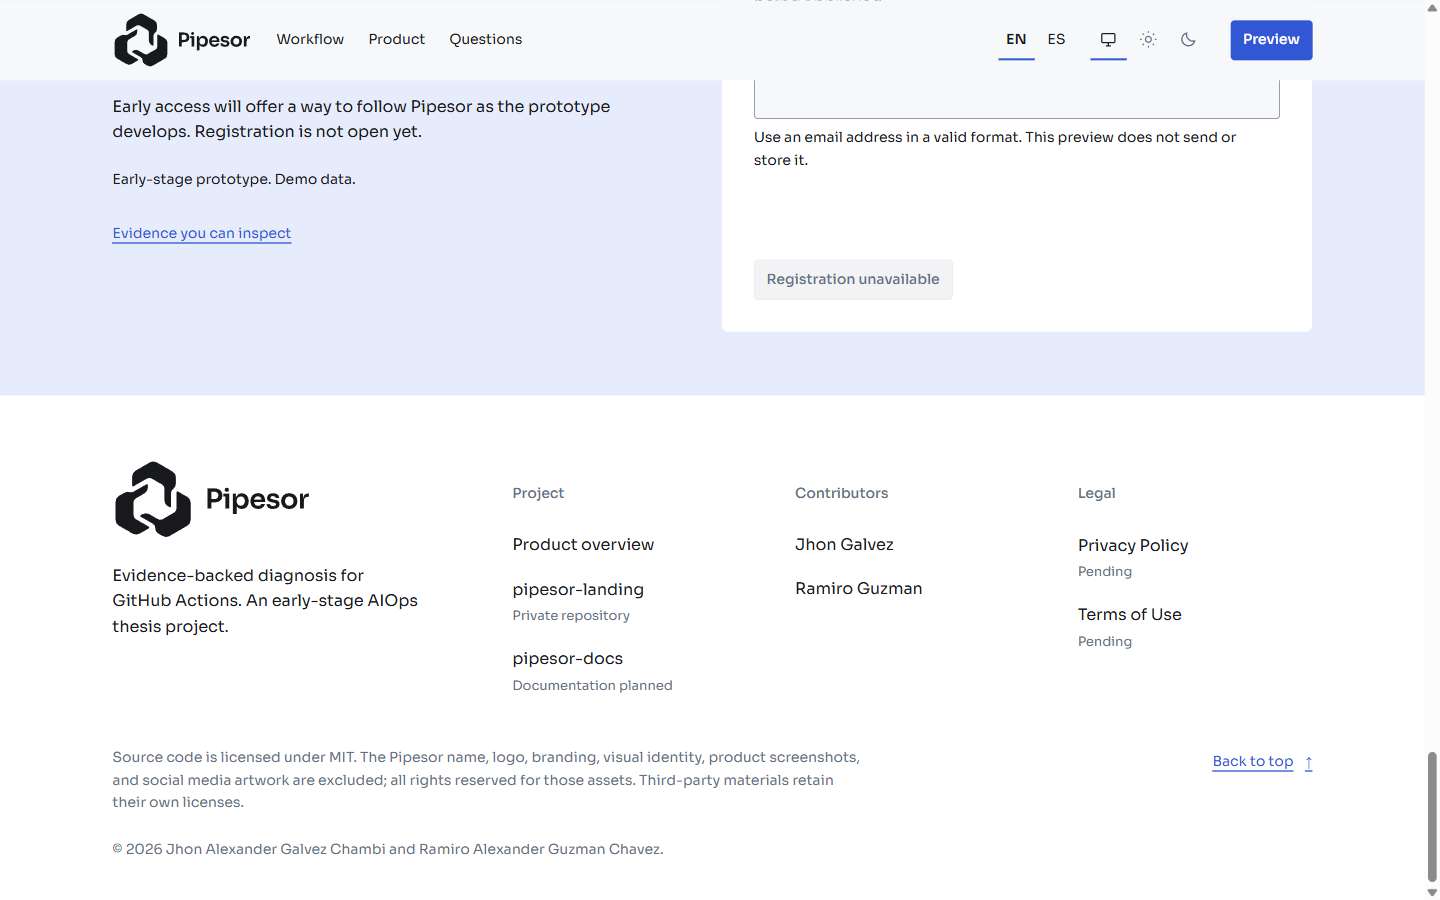 Pipesor
Workflow
Product
Questions
EN
ES
Preview
Early access will offer a way to follow Pipesor as the prototype
develops. Registration is not open yet.
Early-stage prototype. Demo data.
Evidence you can inspect
Use an email address in a valid format. This preview does not send or
store it.
Registration unavailable
Pipesor
Evidence-backed diagnosis for
GitHub Actions. An early-stage AIOps
thesis project.
Project
Product overview
pipesor-landing
Private repository
pipesor-docs
Documentation planned
Contributors
Jhon Galvez
Ramiro Guzman
Legal
Privacy Policy
Pending
Terms of Use
Pending
Source code is licensed under MIT. The Pipesor name, logo, branding, visual identity, product screenshots,
and social media artwork are excluded; all rights reserved for those assets. Third-party materials retain
their own licenses.
Back to top ↑
© 2026 Jhon Alexander Galvez Chambi and Ramiro Alexander Guzman Chavez.